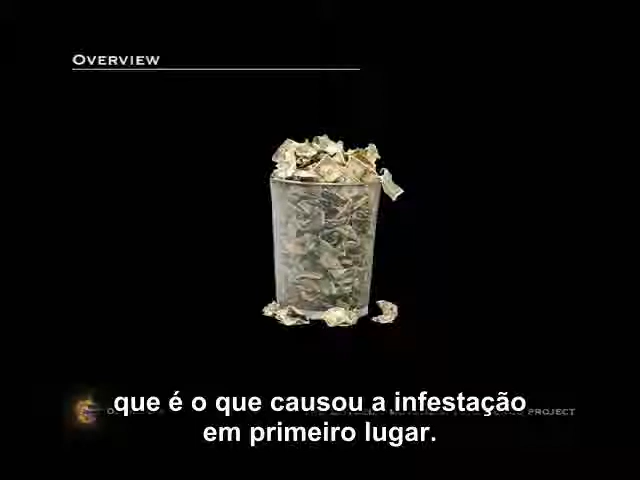 OVERVIEW
que é o que causou a infestação
PROJECT
em primeiro lugar.